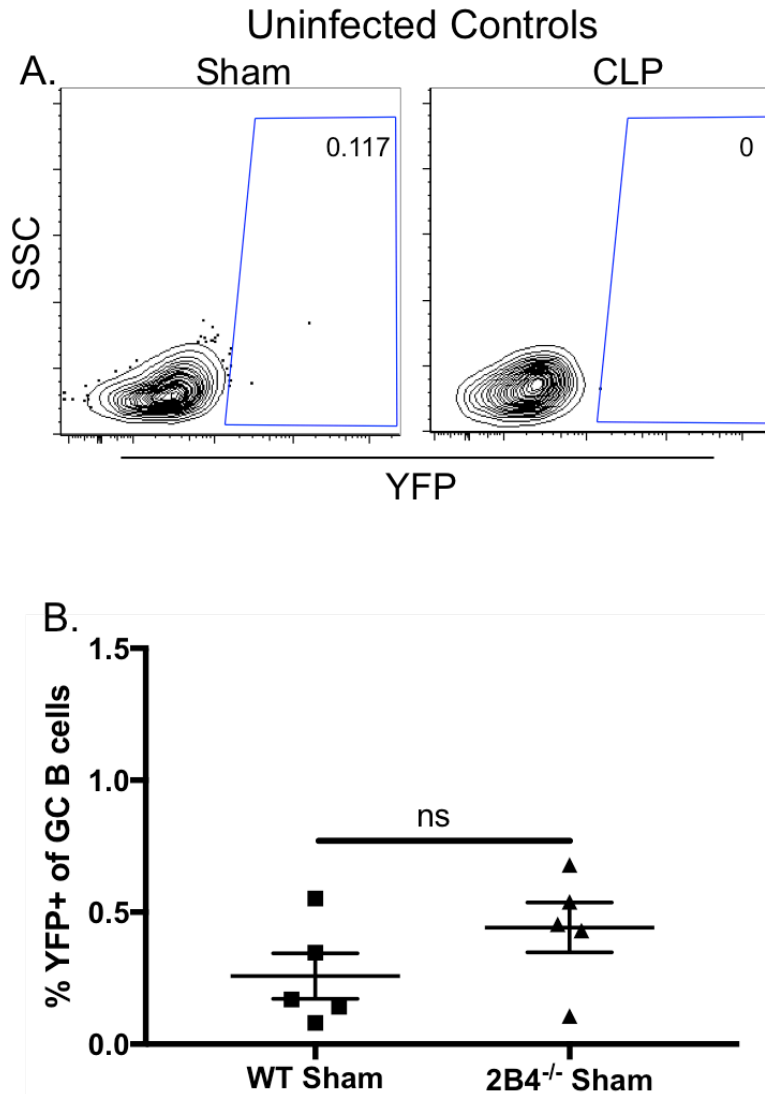 Uninfected Controls
A.
Sham
CLP
0.117
0
SSC
YFP
B.
1.5
1.0
0.5
0.0
% YFP+ of GC B cells
ns
WT Sham
2B4⁻/⁻ Sham